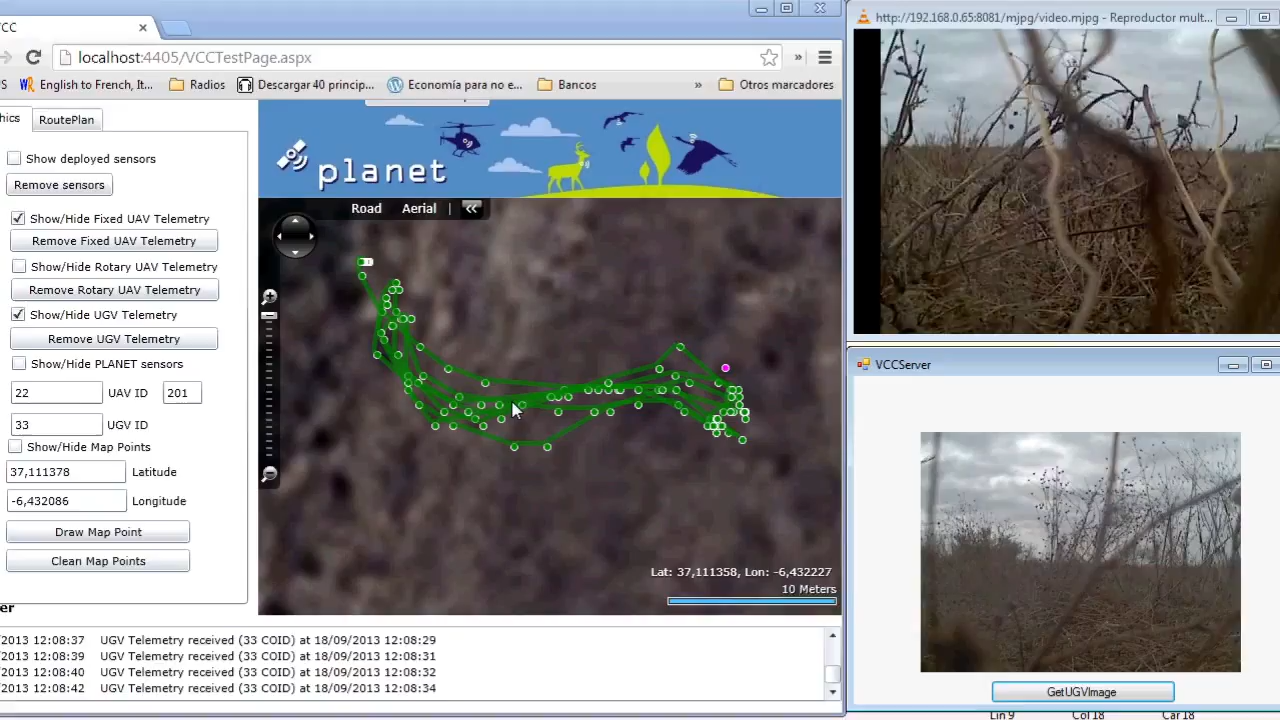 CC
localhost:4405/VCCTestPage.aspx
English to French, It...
Radios
Descargar 40 princip...
Economía para no e...
Bancos
»
Otros marcadores
hics
RoutePlan
Show deployed sensors
Remove sensors
Show/Hide Fixed UAV Telemetry
Remove Fixed UAV Telemetry
Show/Hide Rotary UAV Telemetry
Remove Rotary UAV Telemetry
Show/Hide UGV Telemetry
Remove UGV Telemetry
Show/Hide PLANET sensors
22 UAV ID 201
33 UGV ID
Show/Hide Map Points
37,111378 Latitude
-6,432086 Longitude
Draw Map Point
Clean Map Points
er
planet
Road Aerial | «
Lat: 37,111358, Lon: -6,432227
10 Meters
/2013 12:08:37 UGV Telemetry received (33 COID) at 18/09/2013 12:08:29
/2013 12:08:39 UGV Telemetry received (33 COID) at 18/09/2013 12:08:31
/2013 12:08:40 UGV Telemetry received (33 COID) at 18/09/2013 12:08:32
/2013 12:08:42 UGV Telemetry received (33 COID) at 18/09/2013 12:08:34
http://192.168.0.65:8081/mjpg/video.mjpg - Reproductor mult...
VCCServer
GetUGVImage
Lin 9 Col 18 Car 18